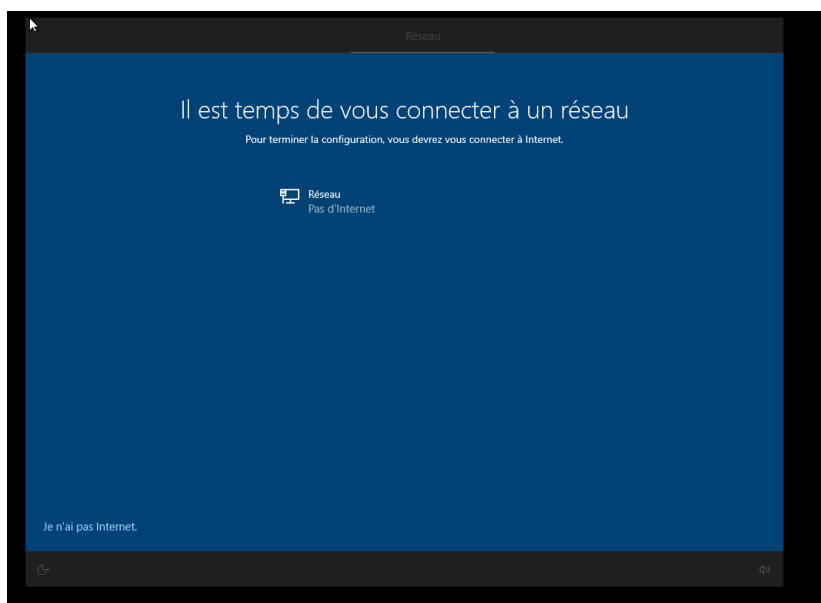 Réseau
Il est temps de vous connecter à un réseau
Pour terminer la configuration, vous devrez vous connecter à Internet.
Réseau
Pas d'Internet
Je n'ai pas Internet.